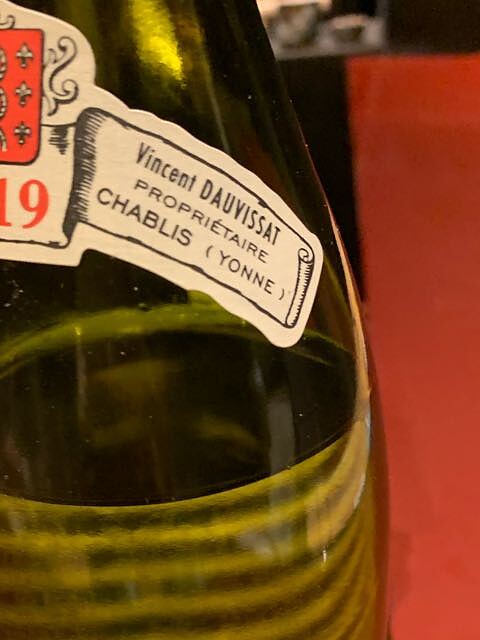 19
Vincent DAUVISSAT
PROPRIÉTAIRE
CHABLIS (YONNE)